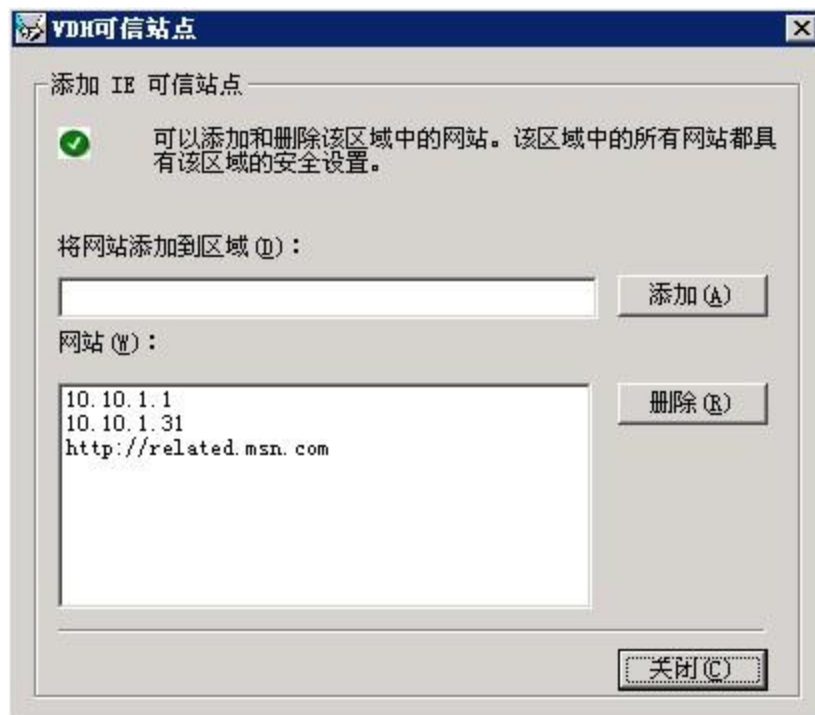 VDH可信站点
添加 IE 可信站点
可以添加和删除该区域中的网站。该区域中的所有网站都具
有该区域的安全设置。
将网站添加到区域(D):
添加(A)
网站(W):
10.10.1.1
10.10.1.31
http://related.msn.com
删除(R)
关闭(C)